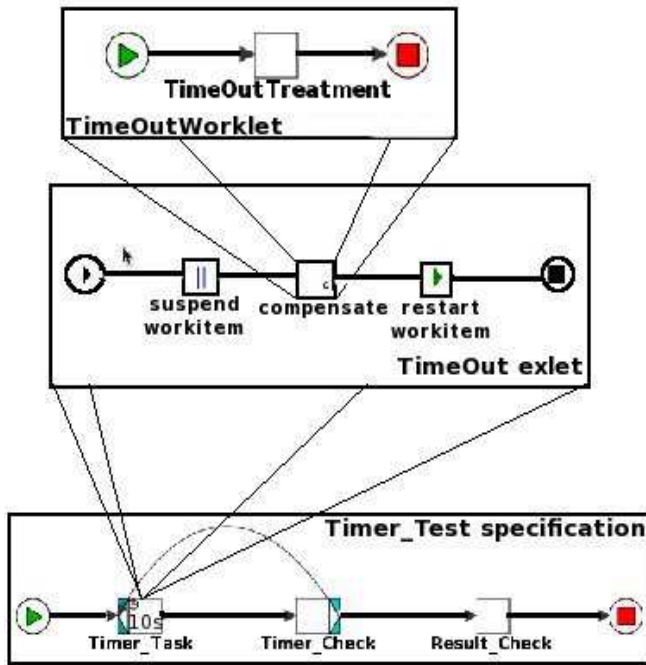 TimeOutTreatment
TimeOutWorklet
c
suspend
workitem
compensate
restart
workitem
TimeOut exlet
Timer_Test specification
10s
Timer_Task
Timer_Check
Result_Check